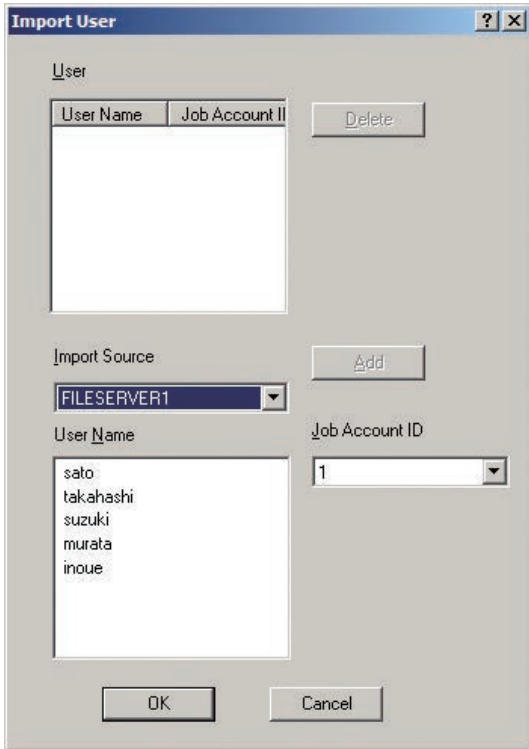 Import User
User
User Name Job Account II
Delete
Import Source
Add
FILESERVER1
User Name
Job Account ID
sato
1
takahashi
suzuki
murata
inoue
OK Cancel